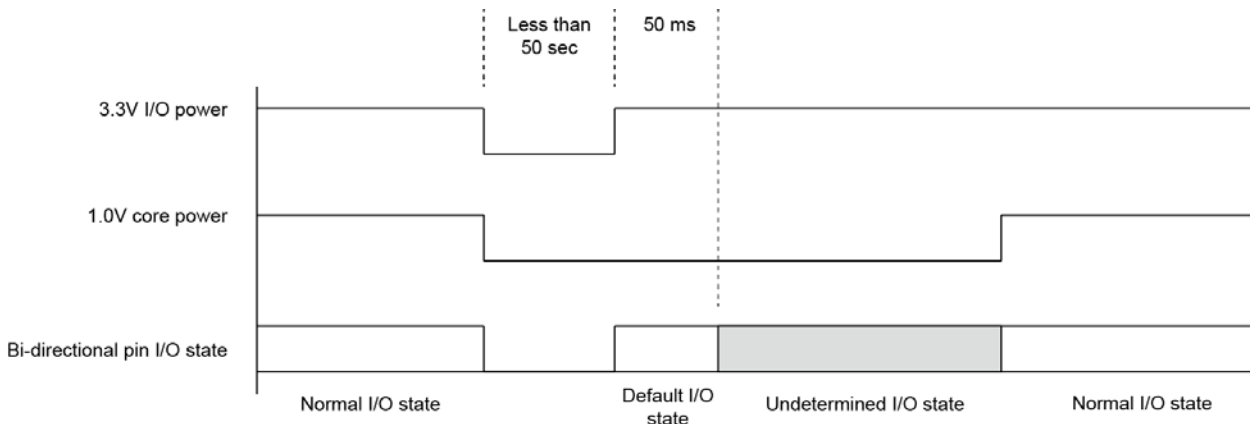 Less than
50 sec
50 ms
3.3V I/O power
1.0V core power
Bi-directional pin I/O state
Normal I/O state
Default I/O
state
Undetermined I/O state
Normal I/O state